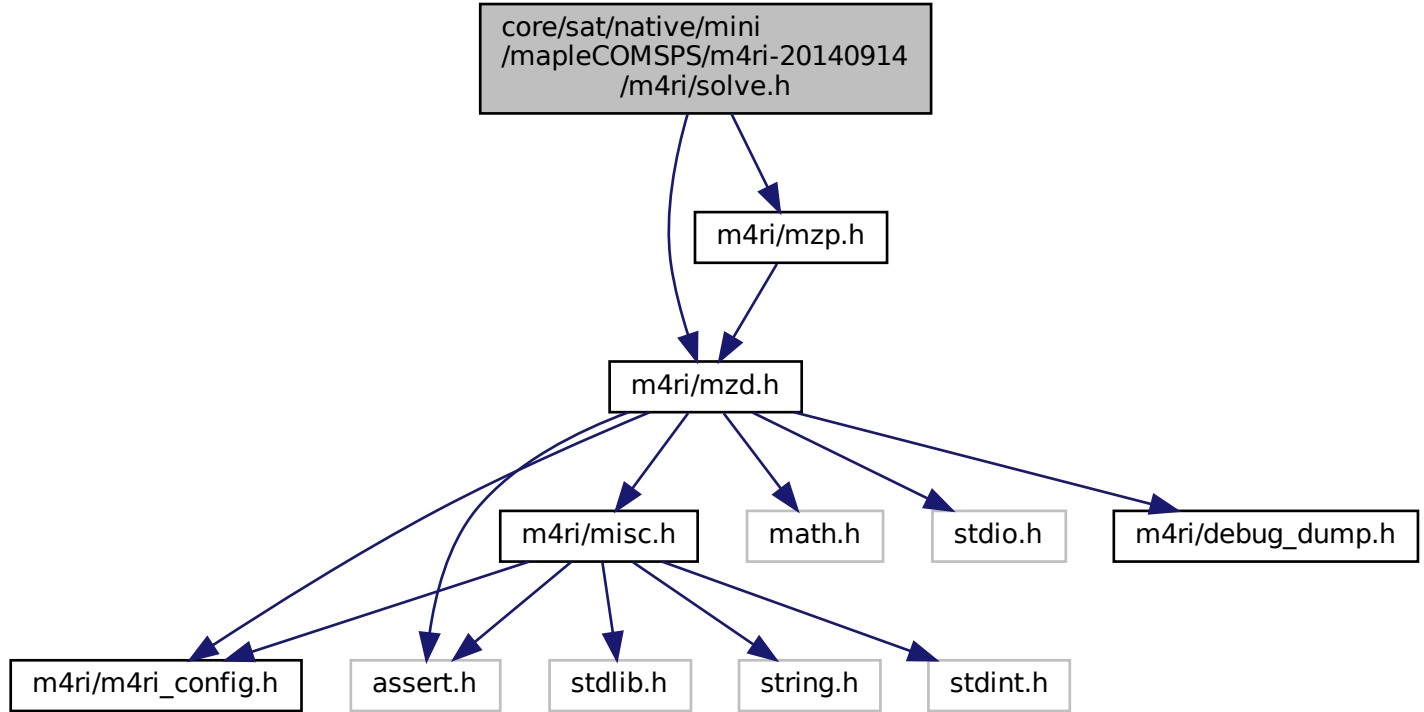 core/sat/native/mini
/mapleCOMSPS/m4ri-20140914
/m4ri/solve.h
m4ri/mzp.h
m4ri/mzd.h
m4ri/misc.h
math.h
stdio.h
m4ri/debug_dump.h
m4ri/m4ri_config.h
assert.h
stdlib.h
string.h
stdint.h